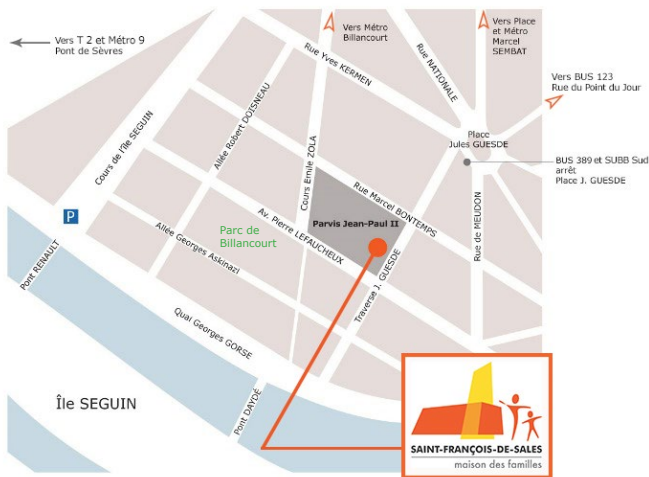 Vers T 2 et Métro 9
Pont de Sèvres
Vers Métro
Billancourt
Vers Place
et Métro
Marcel
SEMBAT
Rue Yves KERMEN
Rue NATIONALE
Vers BUS 123
Rue du Point du Jour
Place
Jules GUESDE
BUS 389 et SUBB Sud
arrêt
Place J. GUESDE
Cours de l'île SEGUIN
Allée Robert DOISNEAU
Cours Emile ZOLA
Rue Marcel BONTEMPS
Rue de MEUDON
P
Parc de
Billancourt
Parvis Jean-Paul II
Av. Pierre LEFAUCHEUX
Allée Georges Askinazi
Traverse J. GUESDE
Pont RENAULT
Quai Georges GORSE
Île SEGUIN
Pont DAYDÉ
SAINT-FRANÇOIS-DE-SALES
maison des familles